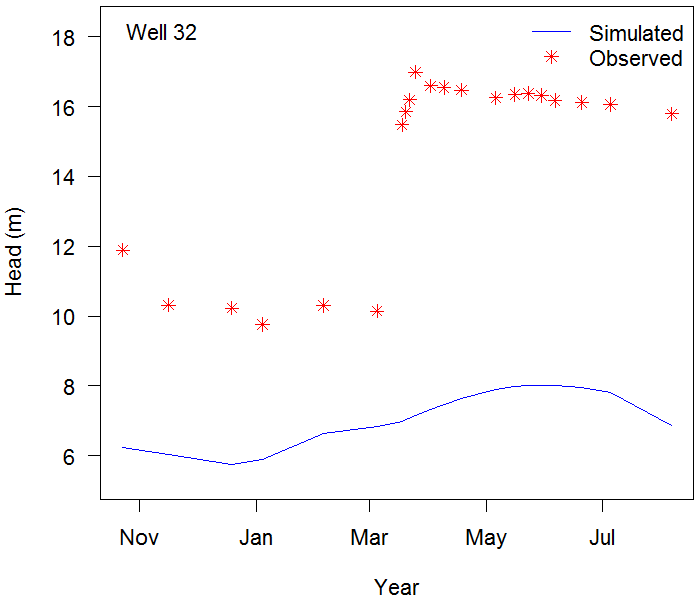 Well 32
Simulated
Observed
18
16
14
12
10
8
6
Head (m)
Nov Jan Mar May Jul
Year